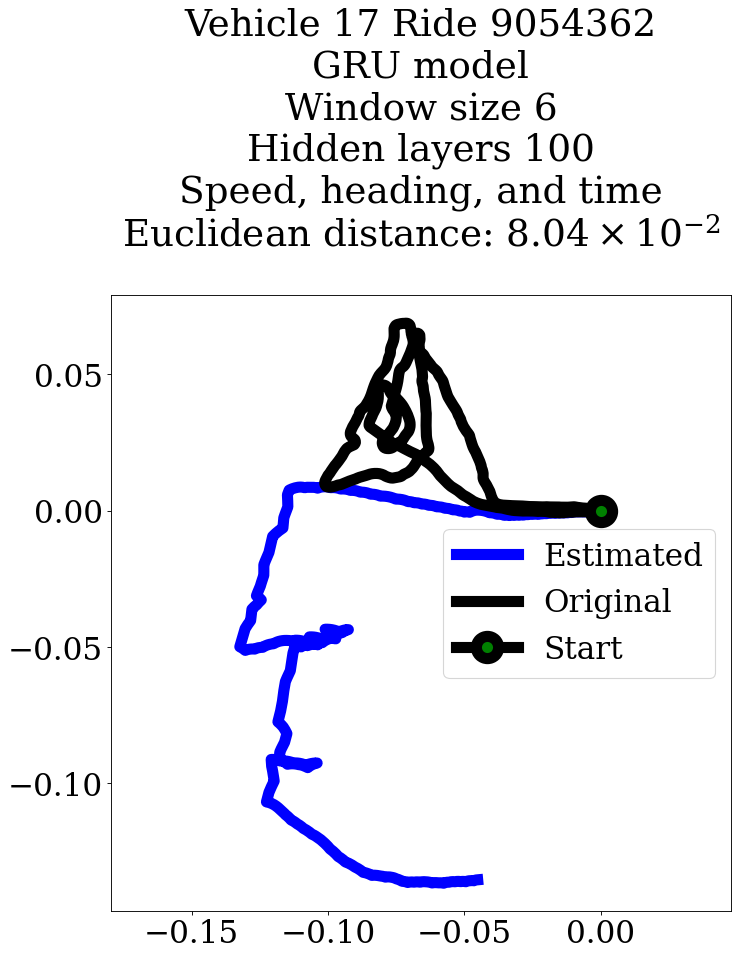 Vehicle 17 Ride 9054362
GRU model
Window size 6
Hidden layers 100
Speed, heading, and time
Euclidean distance: 8.04 × 10⁻²
0.05
0.00
−0.05
−0.10
Estimated
Original
Start
−0.15 −0.10 −0.05 0.00